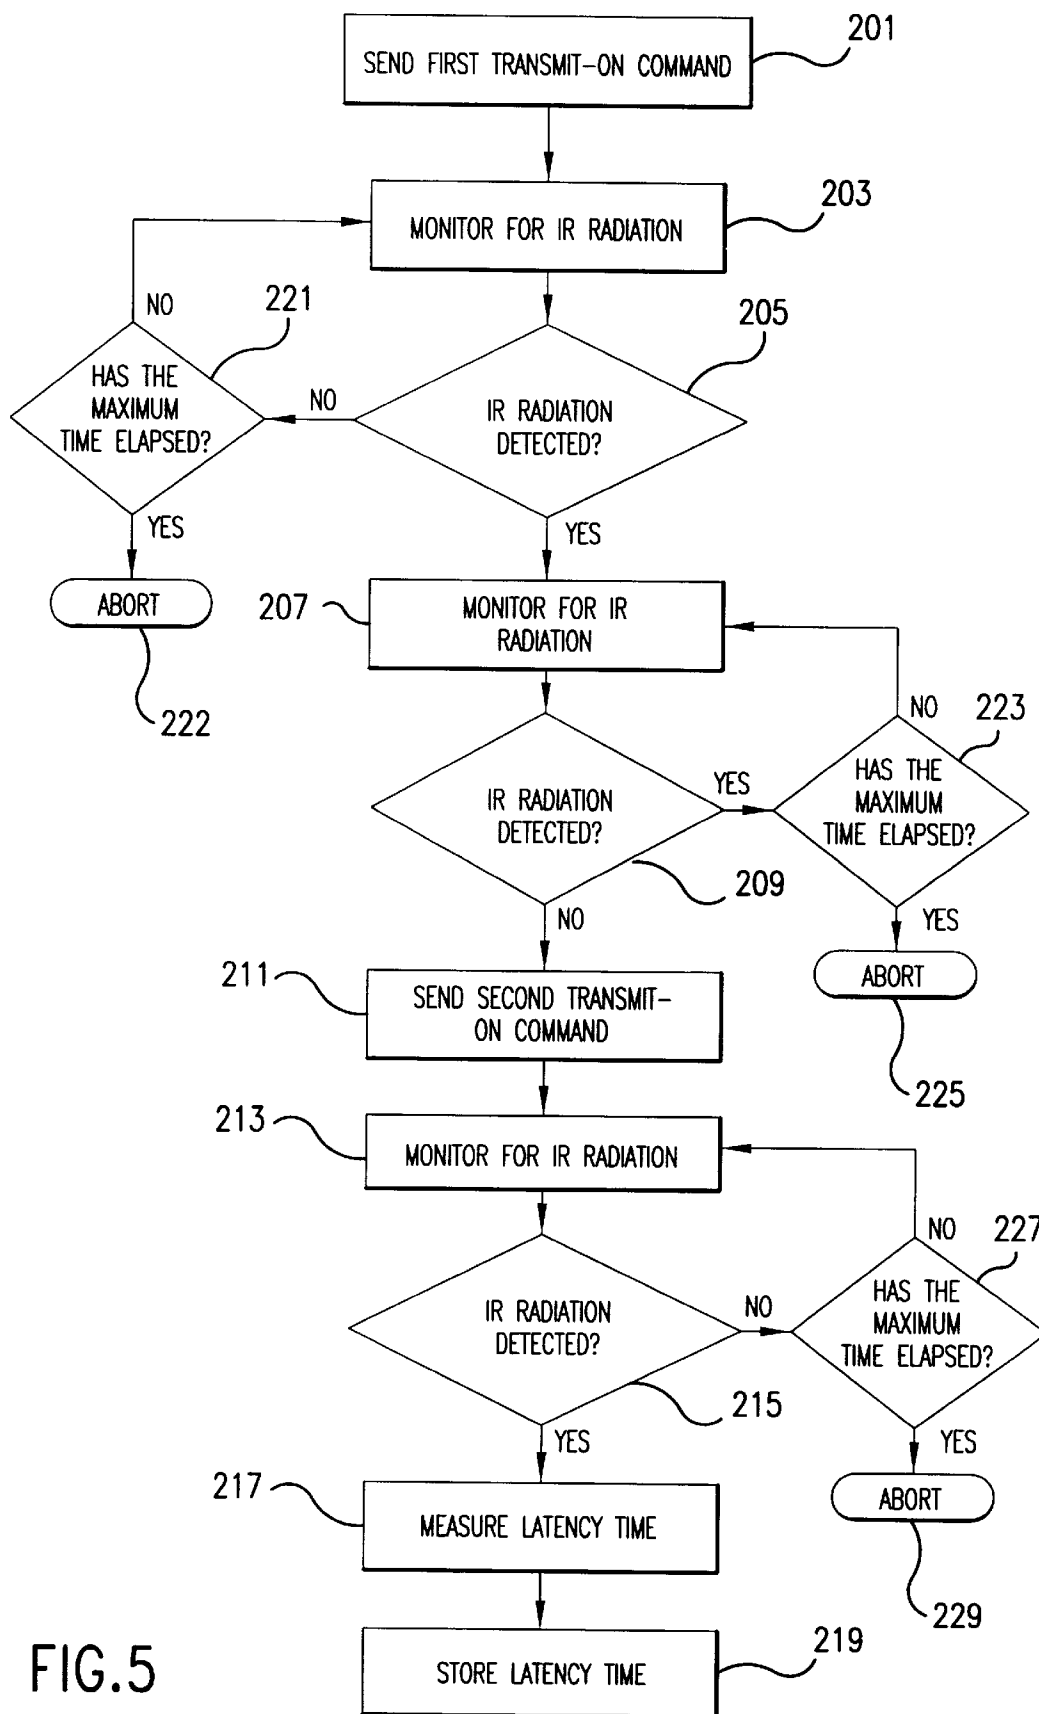 201
SEND FIRST TRANSMIT-ON COMMAND
203
MONITOR FOR IR RADIATION
NO
221
205
HAS THE
MAXIMUM
TIME ELAPSED?
NO
IR RADIATION
DETECTED?
YES
YES
ABORT
222
207
MONITOR FOR IR
RADIATION
NO
223
IR RADIATION
DETECTED?
YES
HAS THE
MAXIMUM
TIME ELAPSED?
209
NO
YES
ABORT
225
211
SEND SECOND TRANSMIT-
ON COMMAND
213
MONITOR FOR IR RADIATION
NO
227
IR RADIATION
DETECTED?
NO
HAS THE
MAXIMUM
TIME ELAPSED?
215
YES
YES
ABORT
229
217
MEASURE LATENCY TIME
219
STORE LATENCY TIME
FIG.5